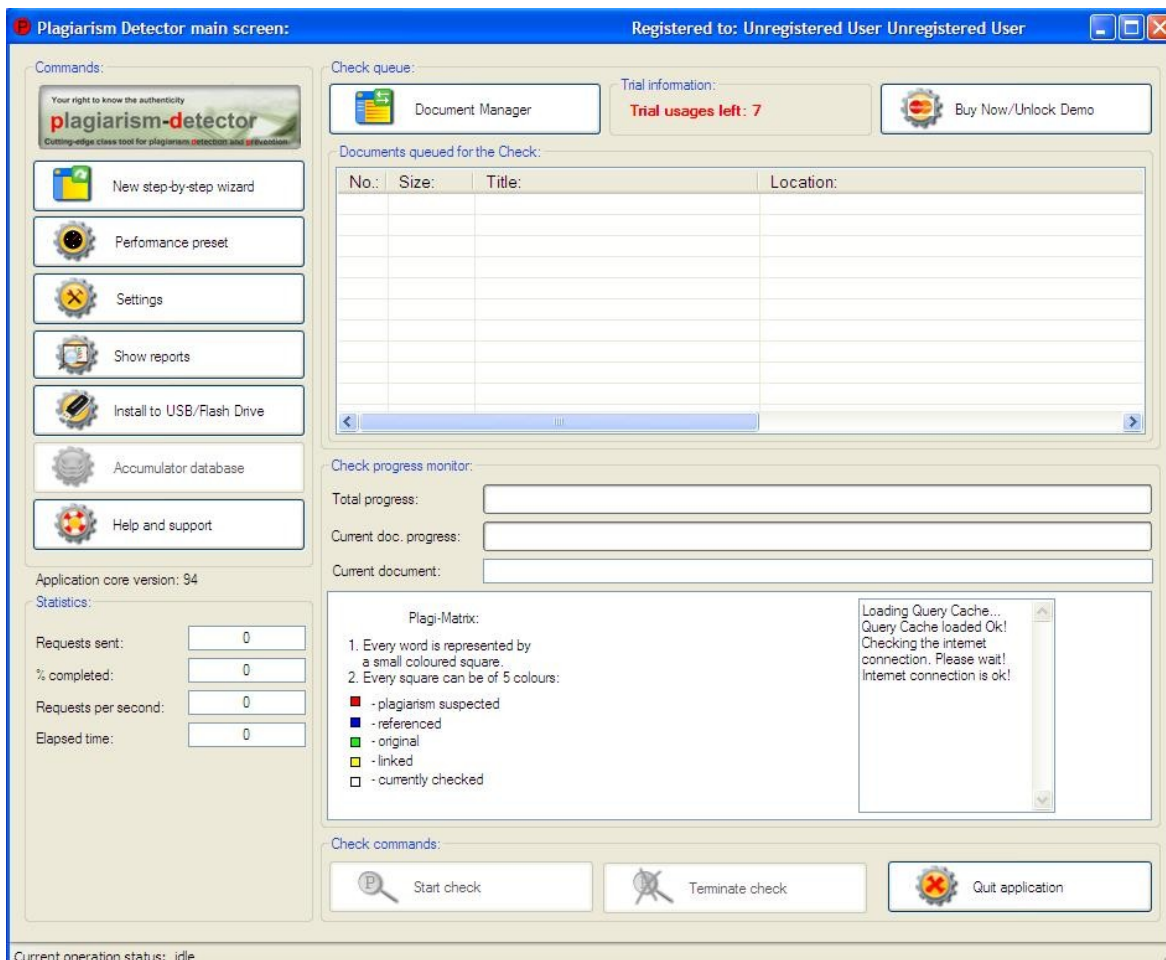 Plagiarism Detector main screen:
Registered to: Unregistered User Unregistered User
Commands:
Your right to know the authenticity
plagiarism-detector
Cutting-edge class tool for plagiarism detection and prevention
New step-by-step wizard
Performance preset
Settings
Show reports
Install to USB/Flash Drive
Accumulator database
Help and support
Application core version: 94
Statistics:
Requests sent: 0
% completed: 0
Requests per second: 0
Elapsed time: 0
Check queue:
Document Manager
Trial information:
Trial usages left: 7
Buy Now/Unlock Demo
Documents queued for the Check:
No.: Size: Title: Location:
Check progress monitor:
Total progress:
Current doc. progress:
Current document:
Plagi-Matrix:
1. Every word is represented by
a small coloured square.
2. Every square can be of 5 colours:
- plagiarism suspected
- referenced
- original
- linked
- currently checked
Loading Query Cache...
Query Cache loaded Ok!
Checking the internet
connection. Please wait!
Internet connection is ok!
Check commands:
Start check
Terminate check
Quit application
Current operation status: idle